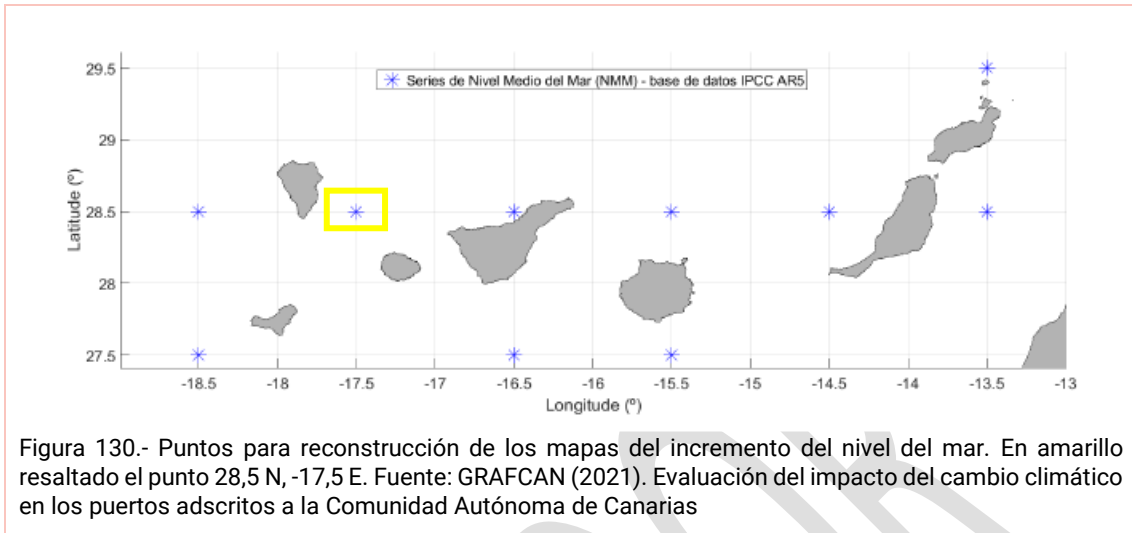 29.5
Series de Nivel Medio del Mar (NMM) - base de datos IPCC AR5
29
28.5
28
27.5
Latitude (º)
-18.5 -18 -17.5 -17 -16.5 -16 -15.5 -15 -14.5 -14 -13.5 -13
Longitude (º)
Figura 130.- Puntos para reconstrucción de los mapas del incremento del nivel del mar. En amarillo
resaltado el punto 28,5 N, -17,5 E. Fuente: GRAFCAN (2021). Evaluación del impacto del cambio climático
en los puertos adscritos a la Comunidad Autónoma de Canarias